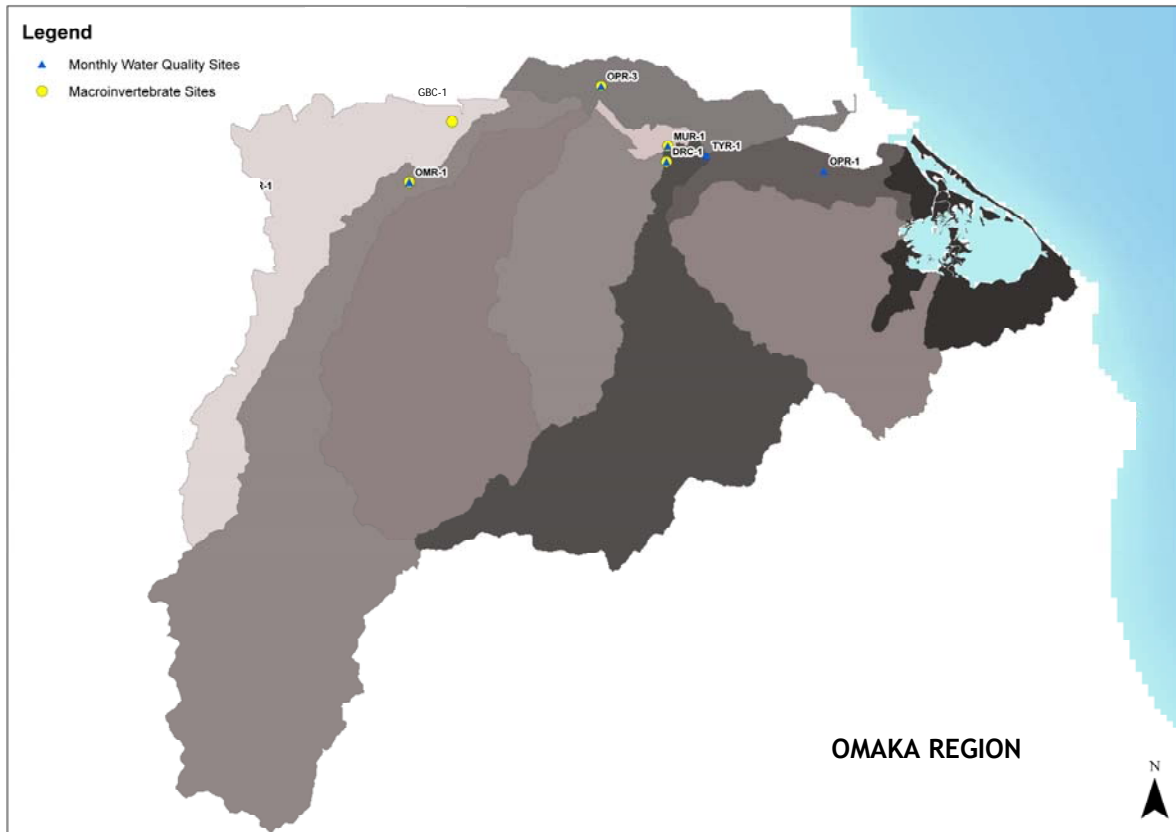 Legend
Monthly Water Quality Sites
Macroinvertebrate Sites
OPR-3
GBC-1
MUR-1
TYR-1
DRC-1
OPR-1
OMR-1
R-1
OMAKA REGION
N